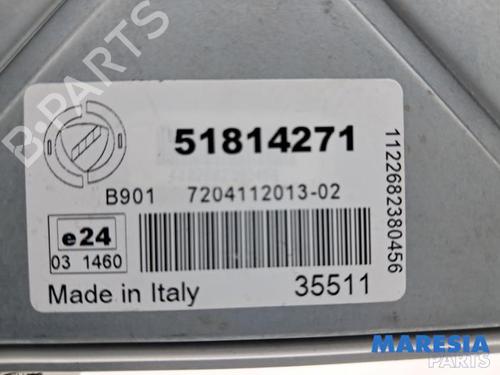 51814271
B901 7204112013-02
e24
03 1460
Made in Italy 35511
1122682380456
B-PARTS
MARESIA
PARTS